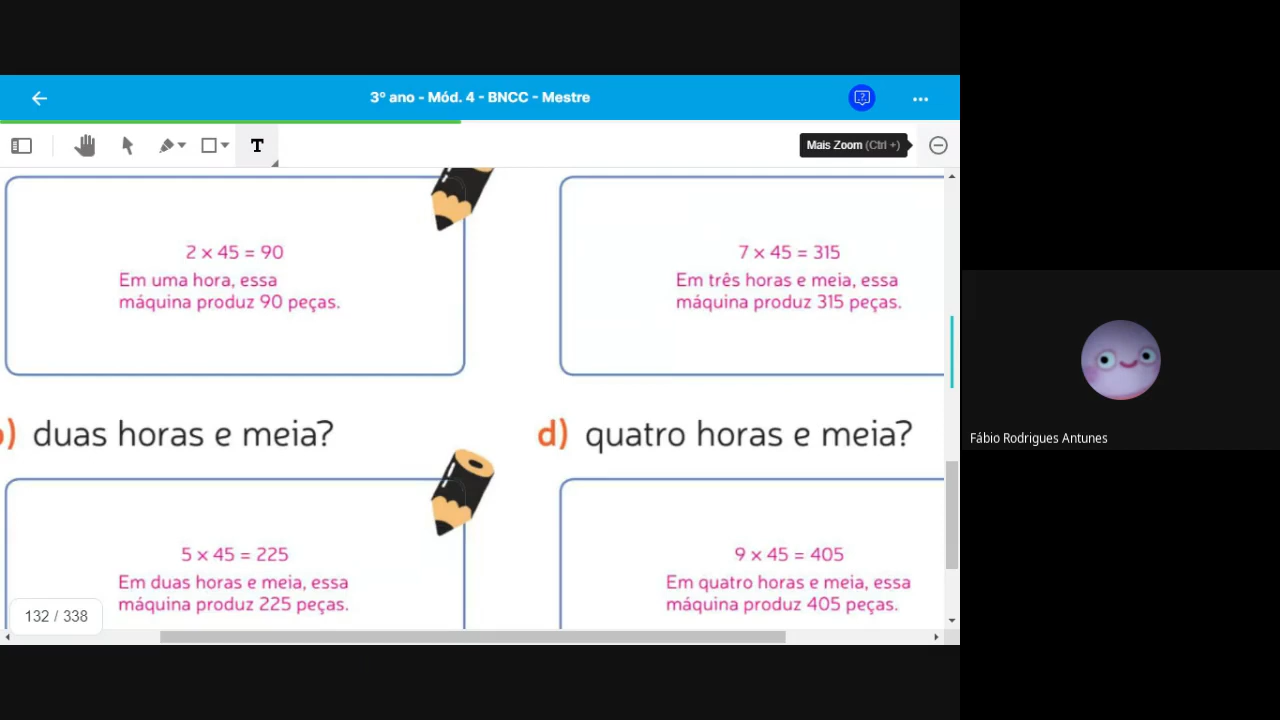 3º ano - Mód. 4 - BNCC - Mestre
T
Mais Zoom (Ctrl +)
2 x 45 = 90
Em uma hora, essa
máquina produz 90 peças.
7 x 45 = 315
Em três horas e meia, essa
máquina produz 315 peças.
) duas horas e meia?
d) quatro horas e meia?
5 x 45 = 225
Em duas horas e meia, essa
máquina produz 225 peças.
9 x 45 = 405
Em quatro horas e meia, essa
máquina produz 405 peças.
132 / 338
Fábio Rodrigues Antunes